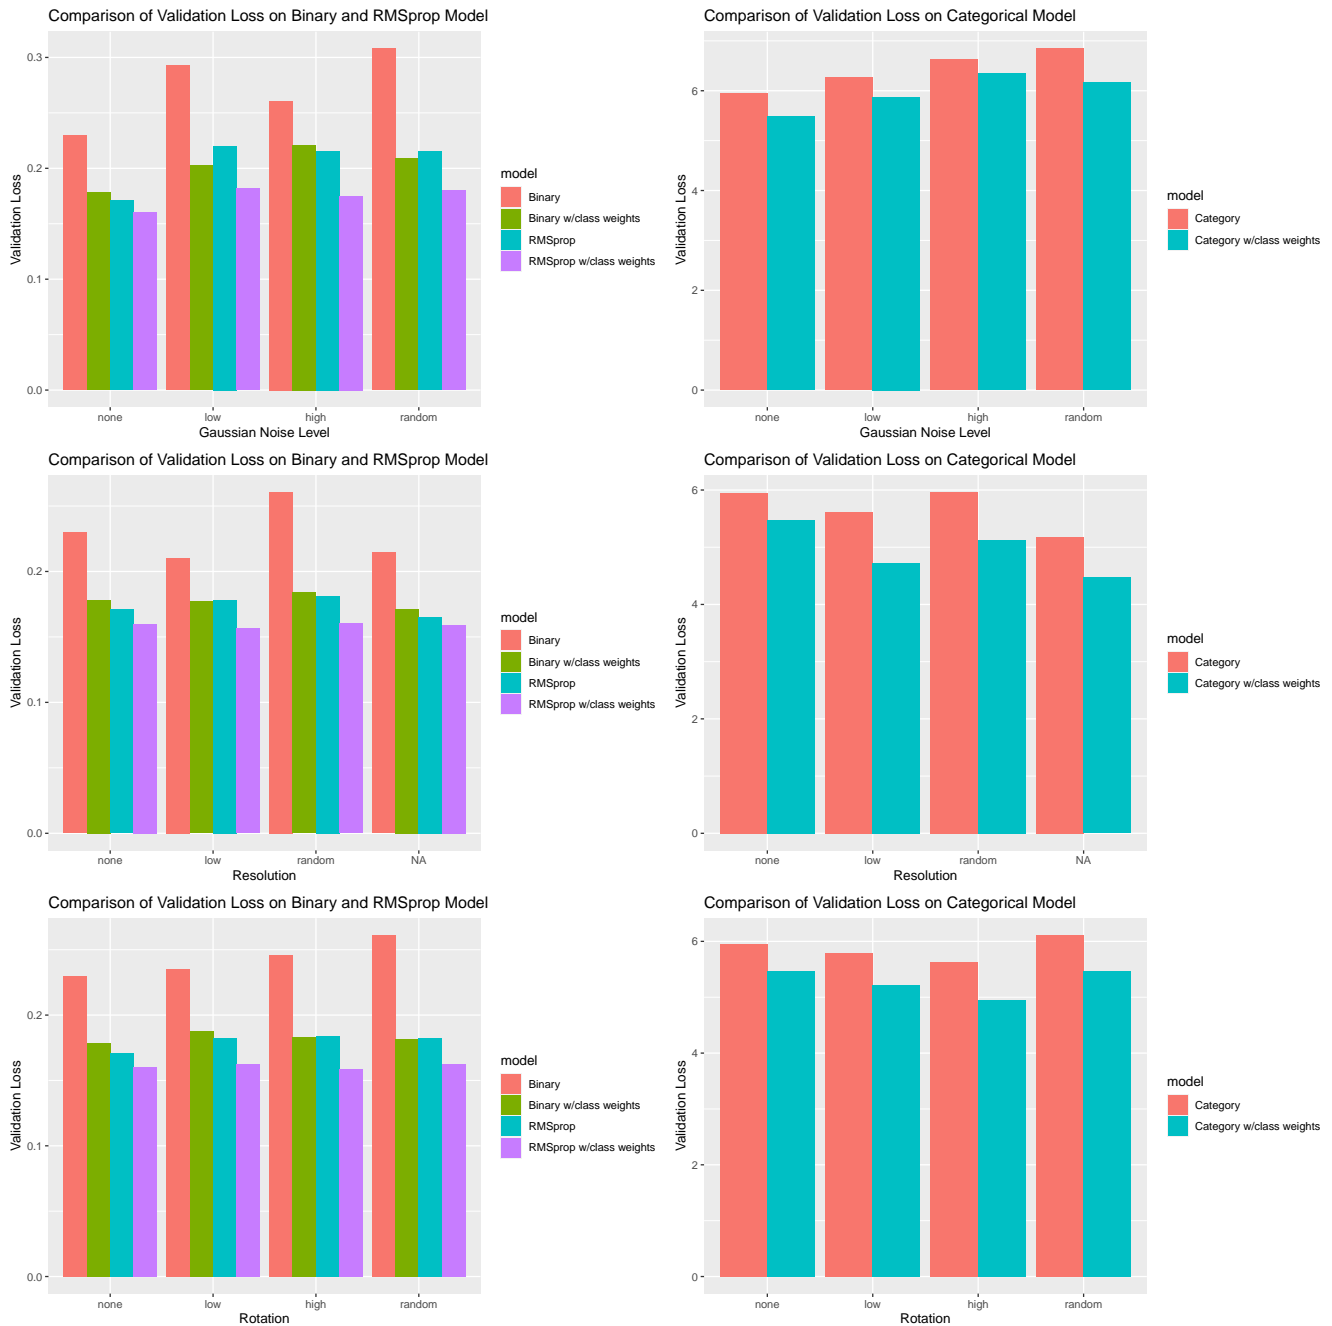 Comparison of Validation Loss on Binary and RMSprop Model
Validation Loss
0.3
0.2
0.1
0.0
none low high random
Gaussian Noise Level
model
Binary
Binary w/class weights
RMSprop
RMSprop w/class weights
Comparison of Validation Loss on Categorical Model
Validation Loss
6
4
2
0
none low high random
Gaussian Noise Level
model
Category
Category w/class weights
Comparison of Validation Loss on Binary and RMSprop Model
Validation Loss
0.2
0.1
0.0
none low random NA
Resolution
model
Binary
Binary w/class weights
RMSprop
RMSprop w/class weights
Comparison of Validation Loss on Categorical Model
Validation Loss
6
4
2
0
none low random NA
Resolution
model
Category
Category w/class weights
Comparison of Validation Loss on Binary and RMSprop Model
Validation Loss
0.2
0.1
0.0
none low high random
Rotation
model
Binary
Binary w/class weights
RMSprop
RMSprop w/class weights
Comparison of Validation Loss on Categorical Model
Validation Loss
6
4
2
0
none low high random
Rotation
model
Category
Category w/class weights